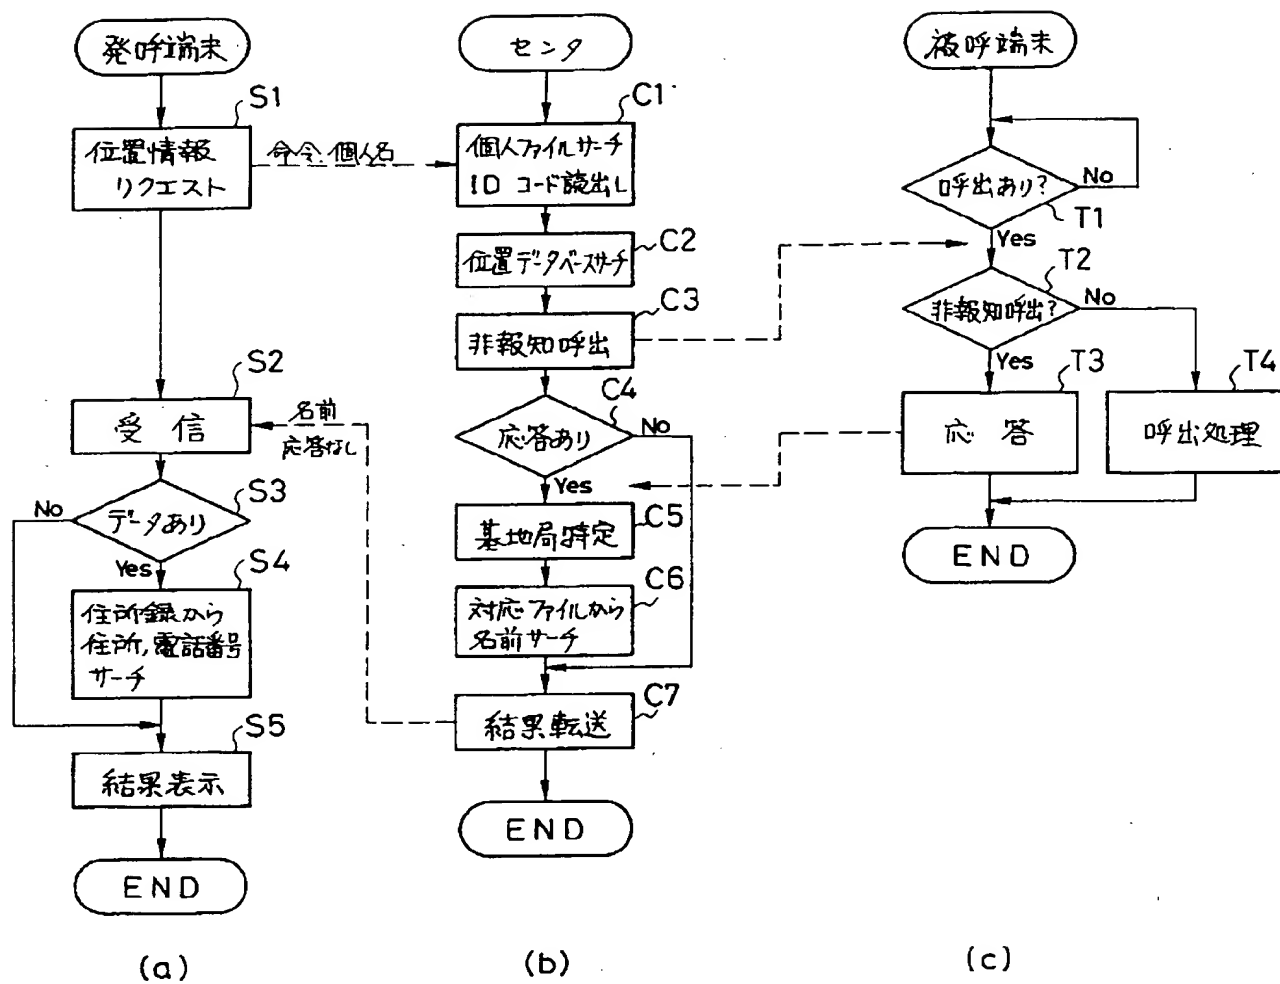 発呼端末
S1
位置情報
リクエスト
命令.個人名
S2
受信
名前
応答なし
S3
データあり
No
Yes
S4
住所録から
住所,電話番号
サーチ
S5
結果表示
END
(a)
センタ
C1
個人ファイルサーチ
IDコード読出し
C2
位置データベースサーチ
C3
非報知呼出
C4
応答あり
No
Yes
C5
基地局特定
C6
対応ファイルから
名前サーチ
C7
結果転送
END
(b)
被呼端末
呼出あり?
No
T1
Yes
T2
非報知呼出?
No
Yes
T3
応答
T4
呼出処理
END
(c)